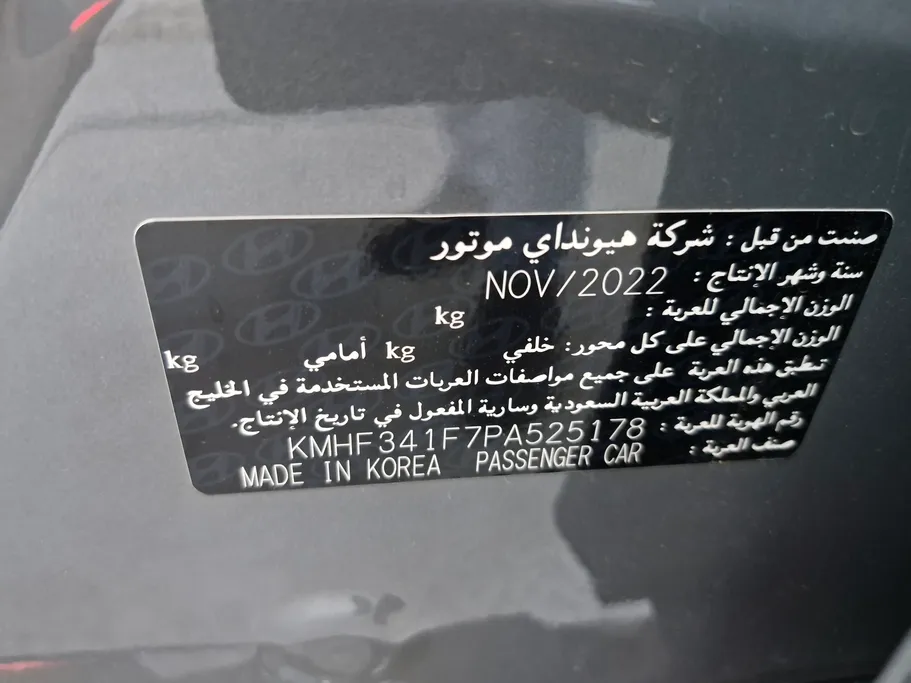 صنعت من قبل : شركة هيونداي موتور
سنة وشهر الإنتاج : NOV/2022
الوزن الإجمالي للعربة : kg
الوزن الإجمالي على كل محور : خلفي kg أمامي kg
تطبق هذه العربة على جميع مواصفات العربات المستخدمة في الخليج
العربي والمملكة العربية السعودية وسارية المفعول في تاريخ الإنتاج.
رقم الهوية للعربة : KMHF341F7PA525178
صنف العربة : PASSENGER CAR MADE IN KOREA